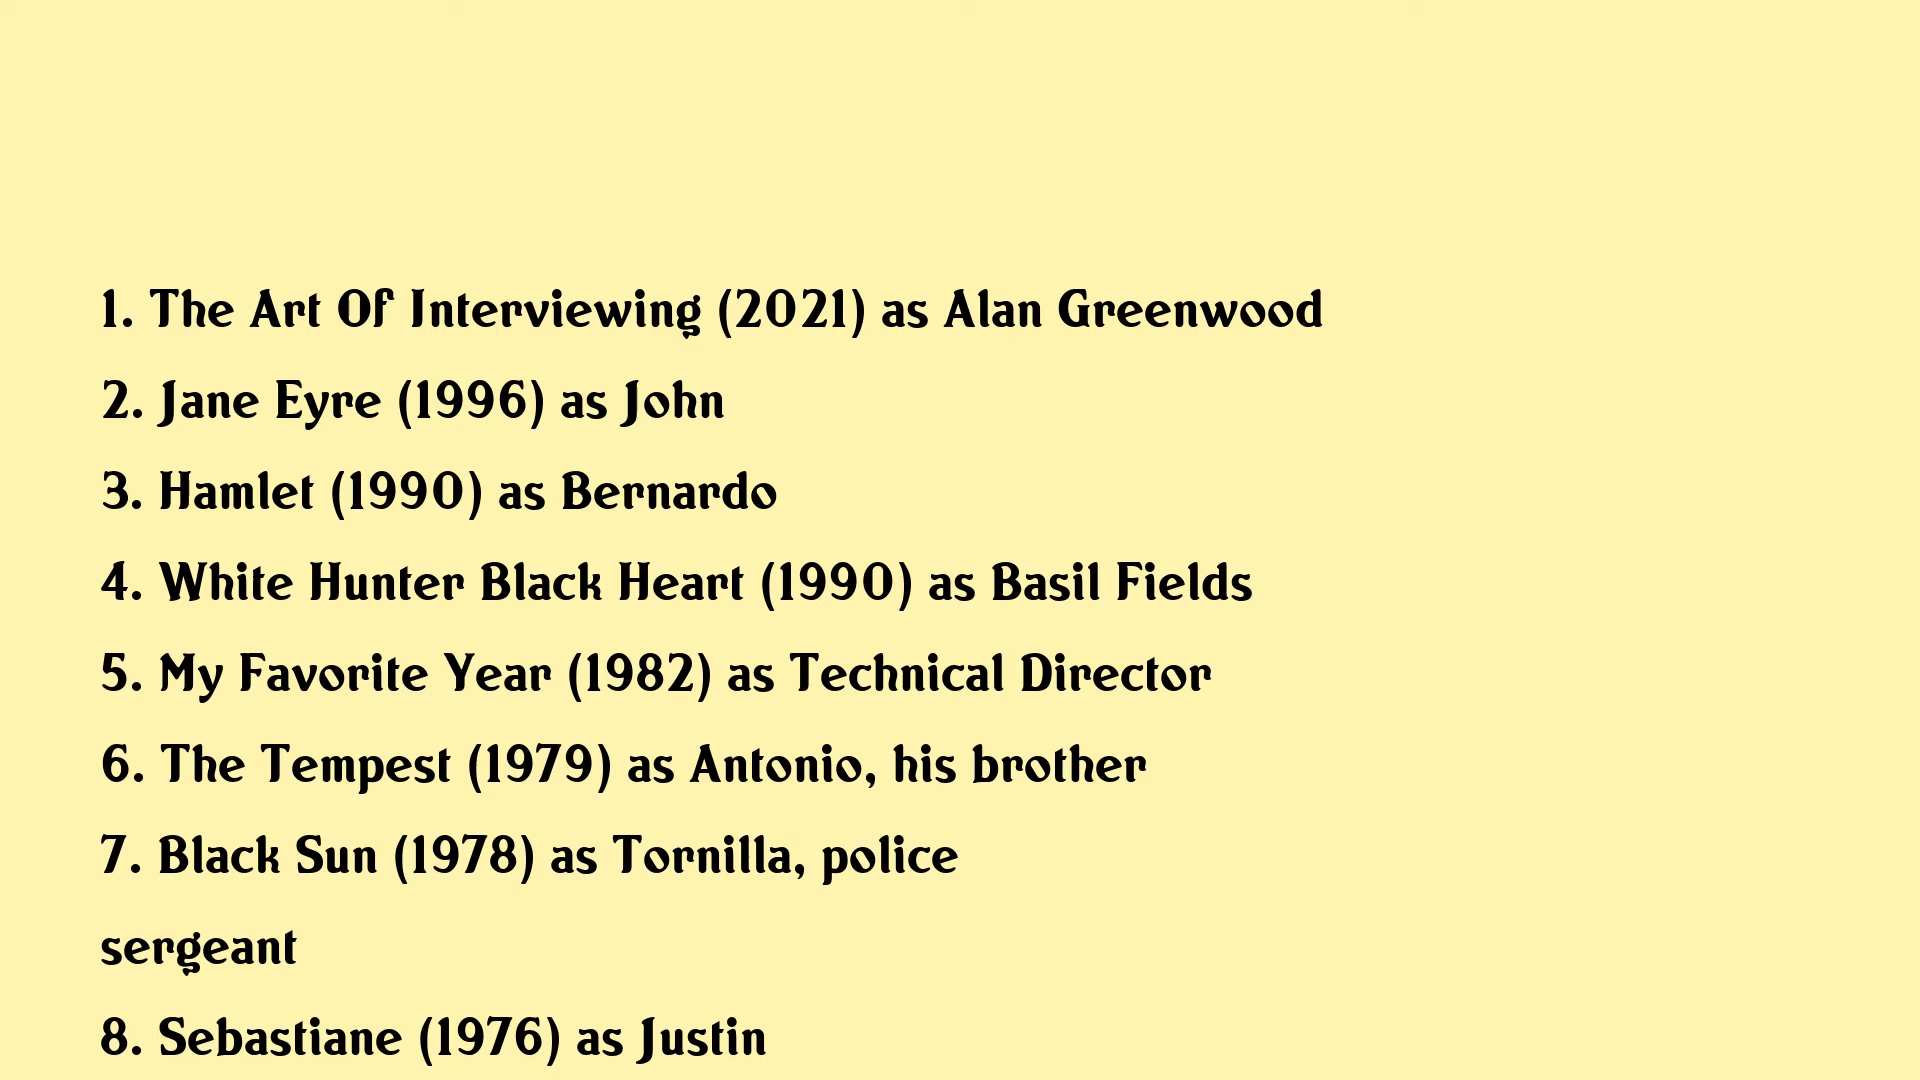 1. The Art Of Interviewing (2021) as Alan Greenwood
2. Jane Eyre (1996) as John
3. Hamlet (1990) as Bernardo
4. White Hunter Black Heart (1990) as Basil Fields
5. My Favorite Year (1982) as Technical Director
6. The Tempest (1979) as Antonio, his brother
7. Black Sun (1978) as Tornilla, police
sergeant
8. Sebastiane (1976) as Justin